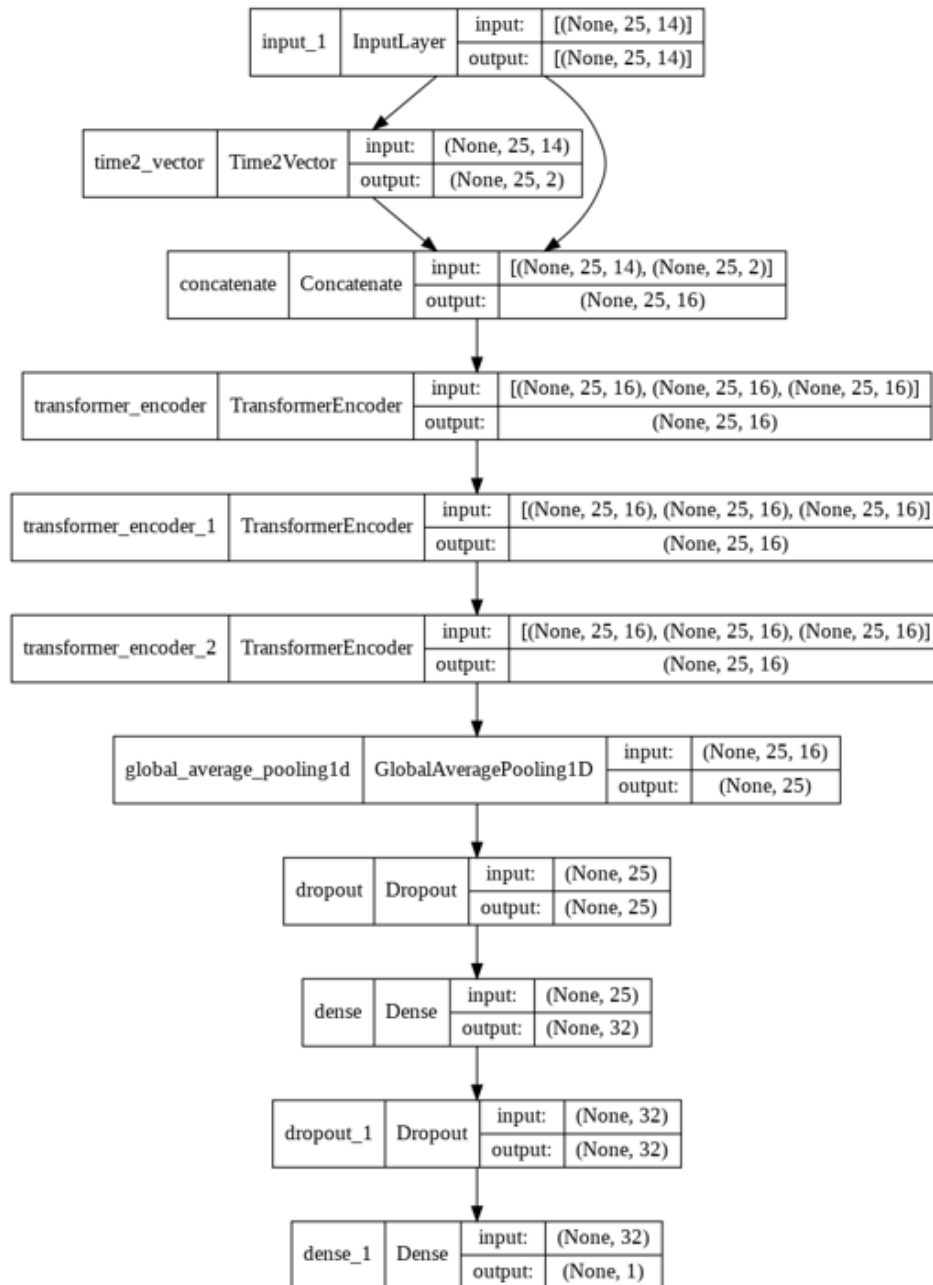 input_1 InputLayer input: [(None, 25, 14)]
output: [(None, 25, 14)]
time2_vector Time2Vector input: (None, 25, 14)
output: (None, 25, 2)
concatenate Concatenate input: [(None, 25, 14), (None, 25, 2)]
output: (None, 25, 16)
transformer_encoder TransformerEncoder input: [(None, 25, 16), (None, 25, 16), (None, 25, 16)]
output: (None, 25, 16)
transformer_encoder_1 TransformerEncoder input: [(None, 25, 16), (None, 25, 16), (None, 25, 16)]
output: (None, 25, 16)
transformer_encoder_2 TransformerEncoder input: [(None, 25, 16), (None, 25, 16), (None, 25, 16)]
output: (None, 25, 16)
global_average_pooling1d GlobalAveragePooling1D input: (None, 25, 16)
output: (None, 25)
dropout Dropout input: (None, 25)
output: (None, 25)
dense Dense input: (None, 25)
output: (None, 32)
dropout_1 Dropout input: (None, 32)
output: (None, 32)
dense_1 Dense input: (None, 32)
output: (None, 1)